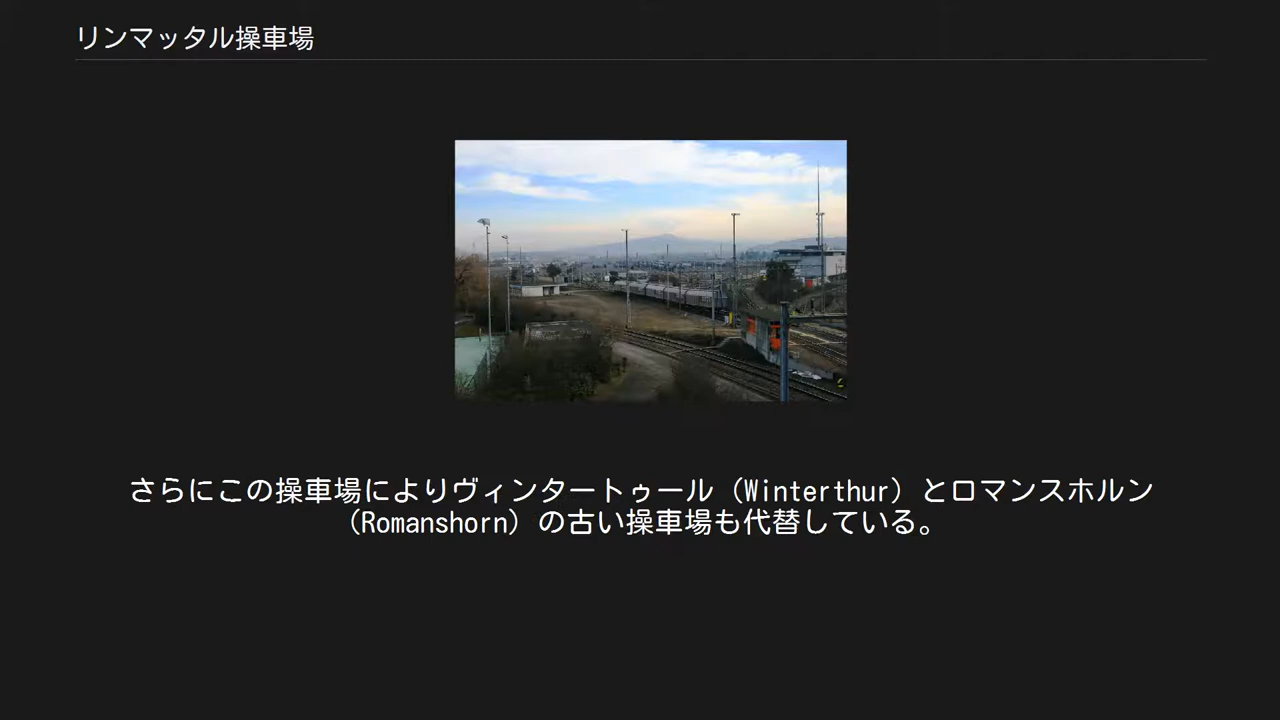 リンマッタル操車場
さらにこの操車場によりヴィンタートゥール（Winterthur）とロマンスホルン
（Romanshorn）の古い操車場も代替している。